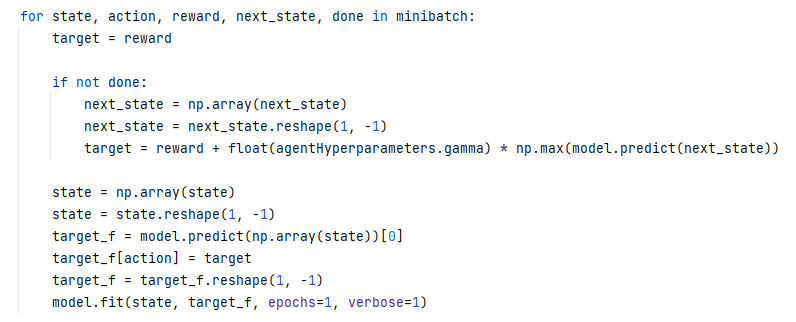 for state, action, reward, next_state, done in minibatch:
    target = reward

    if not done:
        next_state = np.array(next_state)
        next_state = next_state.reshape(1, -1)
        target = reward + float(agentHyperparameters.gamma) * np.max(model.predict(next_state))

    state = np.array(state)
    state = state.reshape(1, -1)
    target_f = model.predict(np.array(state))[0]
    target_f[action] = target
    target_f = target_f.reshape(1, -1)
    model.fit(state, target_f, epochs=1, verbose=1)